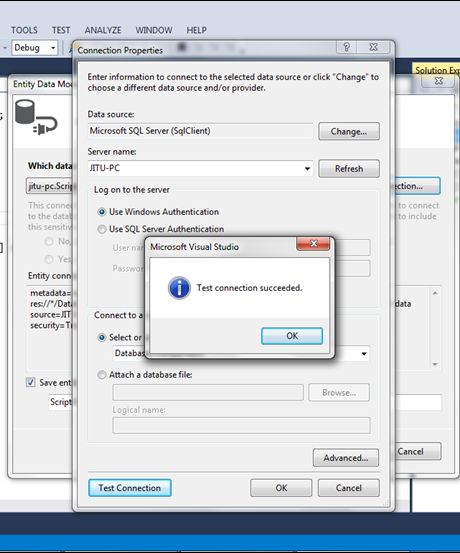 TOOLS TEST ANALYZE WINDOW HELP
Debug
Connection Properties
Solution Exp
Entity Data Mo
Enter information to connect to the selected data source or click "Change" to
choose a different data source and/or provider.
Data source:
Microsoft SQL Server (SqlClient)
Change...
Which data
Server name:
jitu-pc.Scrip
JITU-PC
Refresh
ction...
This connec
to connect
to the datab
to include
this sensitiv
Log on to the server
Use Windows Authentication
No,
Use SQL Server Authentication
Yes
User nam
Microsoft Visual Studio
Passwor
Entity conne
Test connection succeeded.
metadata=
res://*/Data
data
source=JIT
security=Tr
Connect to a
OK
Select or
Databas
Attach a database file:
Save enti
Browse...
Script
Logical name:
Advanced...
Cancel
Test Connection
OK
Cancel